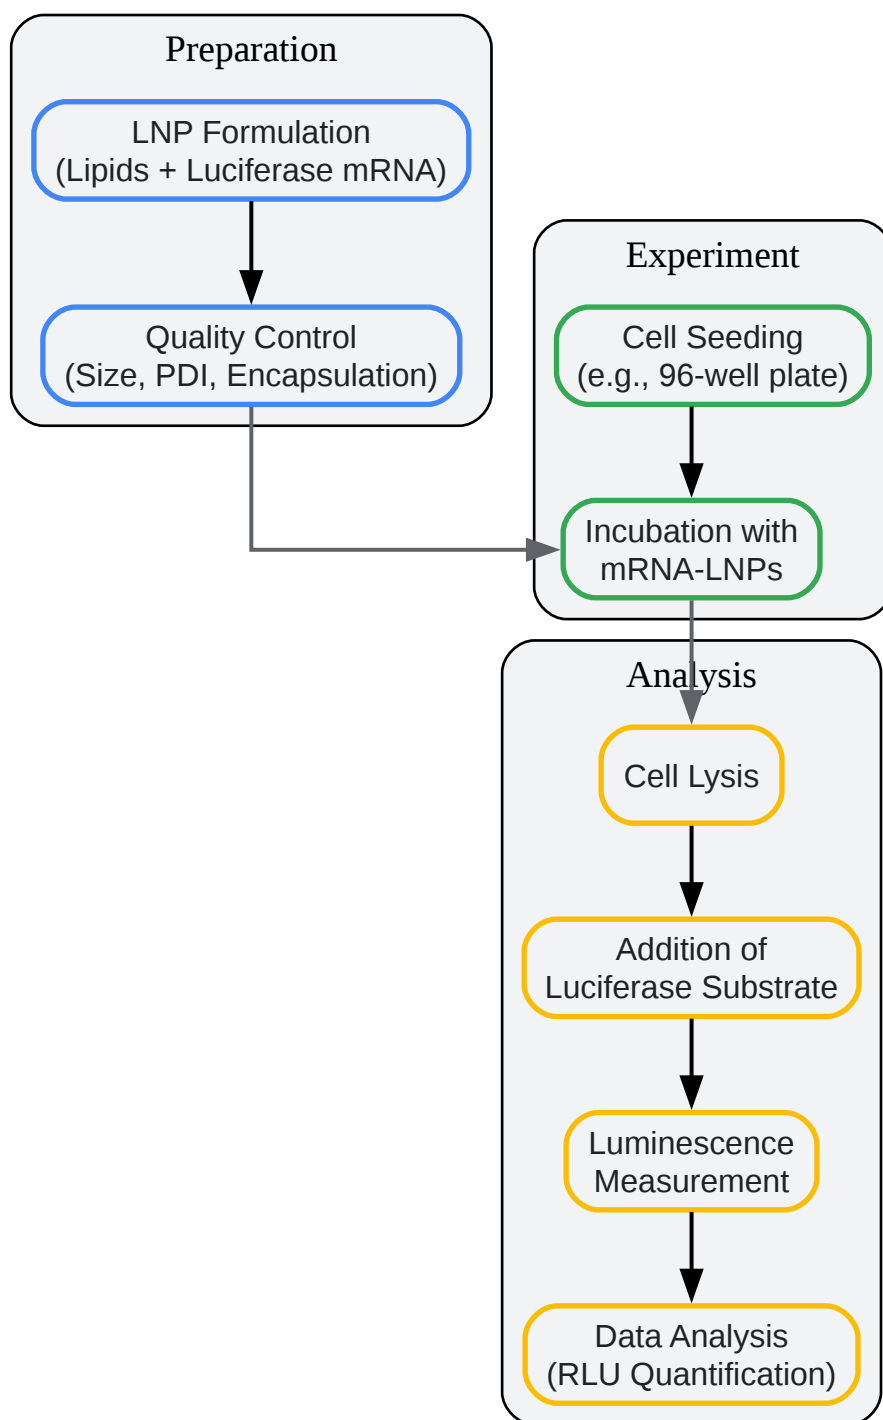 Preparation
LNP Formulation
(Lipids + Luciferase mRNA)
Quality Control
(Size, PDI, Encapsulation)
Experiment
Cell Seeding
(e.g., 96-well plate)
Incubation with
mRNA-LNPs
Analysis
Cell Lysis
Addition of
Luciferase Substrate
Luminescence
Measurement
Data Analysis
(RLU Quantification)